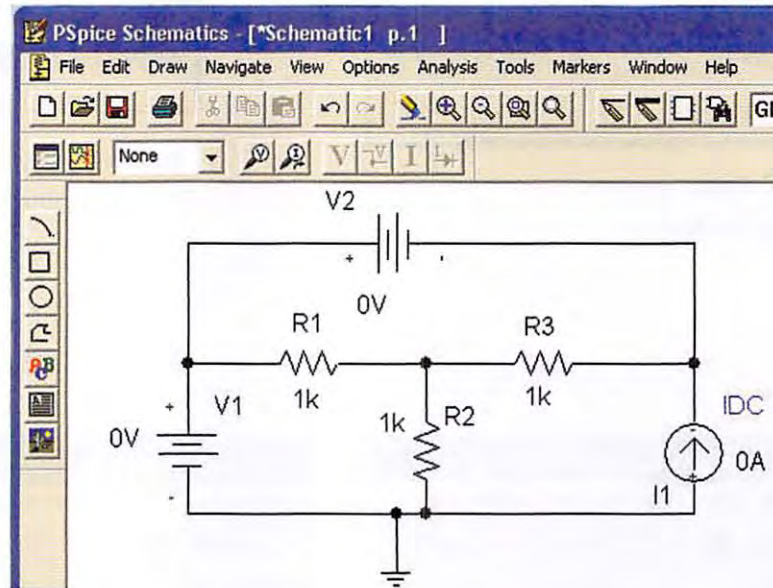 PSpice Schematics - [*Schematic1 p.1 ]
File Edit Draw Navigate View Options Analysis Tools Markers Window Help
None
V V I
V2
+ -
0V
R1 R3
1k 1k
+ V1 1k R2 IDC
0V - 0A
- I1 +